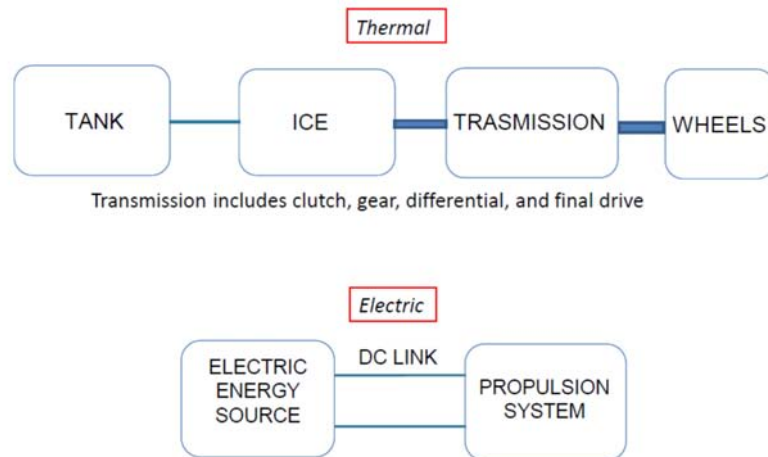 Thermal
TANK
ICE
TRASMISSION
WHEELS
Transmission includes clutch, gear, differential, and final drive
Electric
ELECTRIC
ENERGY
SOURCE
DC LINK
PROPULSION
SYSTEM